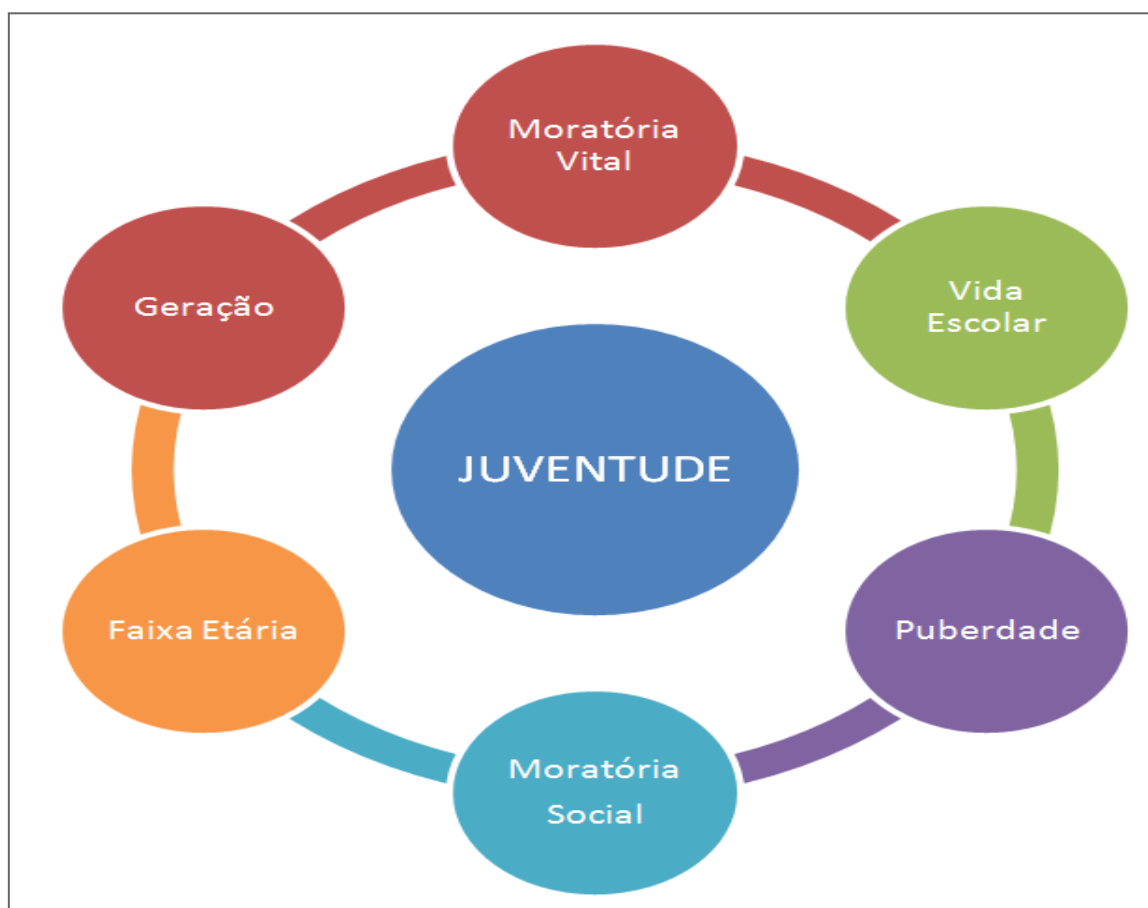 Moratória
Vital
Geração
Vida
Escolar
JUVENTUDE
Faixa Etária
Puberdade
Moratória
Social